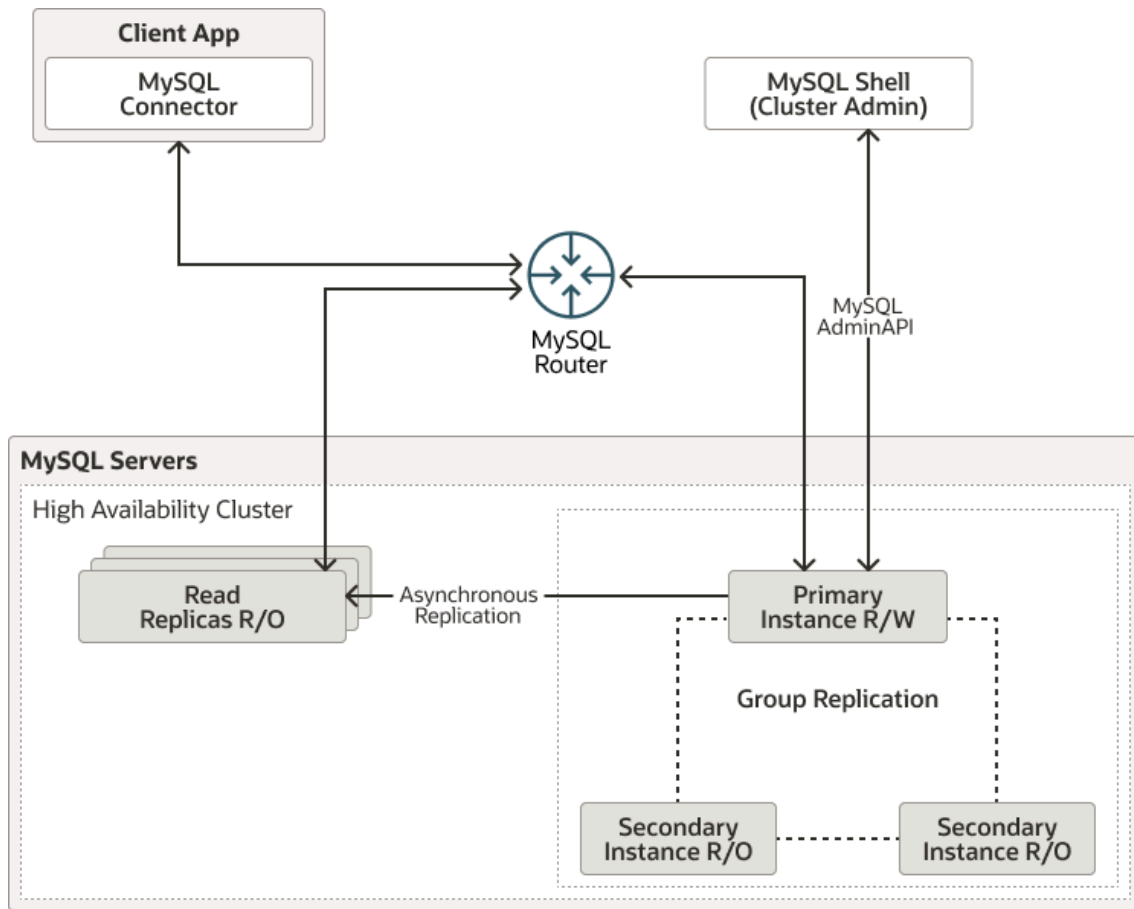 Client App
MySQL
Connector
MySQL Shell
(Cluster Admin)
MySQL
Router
MySQL
AdminAPI
MySQL Servers
High Availability Cluster
Read
Replicas R/O
Asynchronous
Replication
Primary
Instance R/W
Group Replication
Secondary
Instance R/O
Secondary
Instance R/O